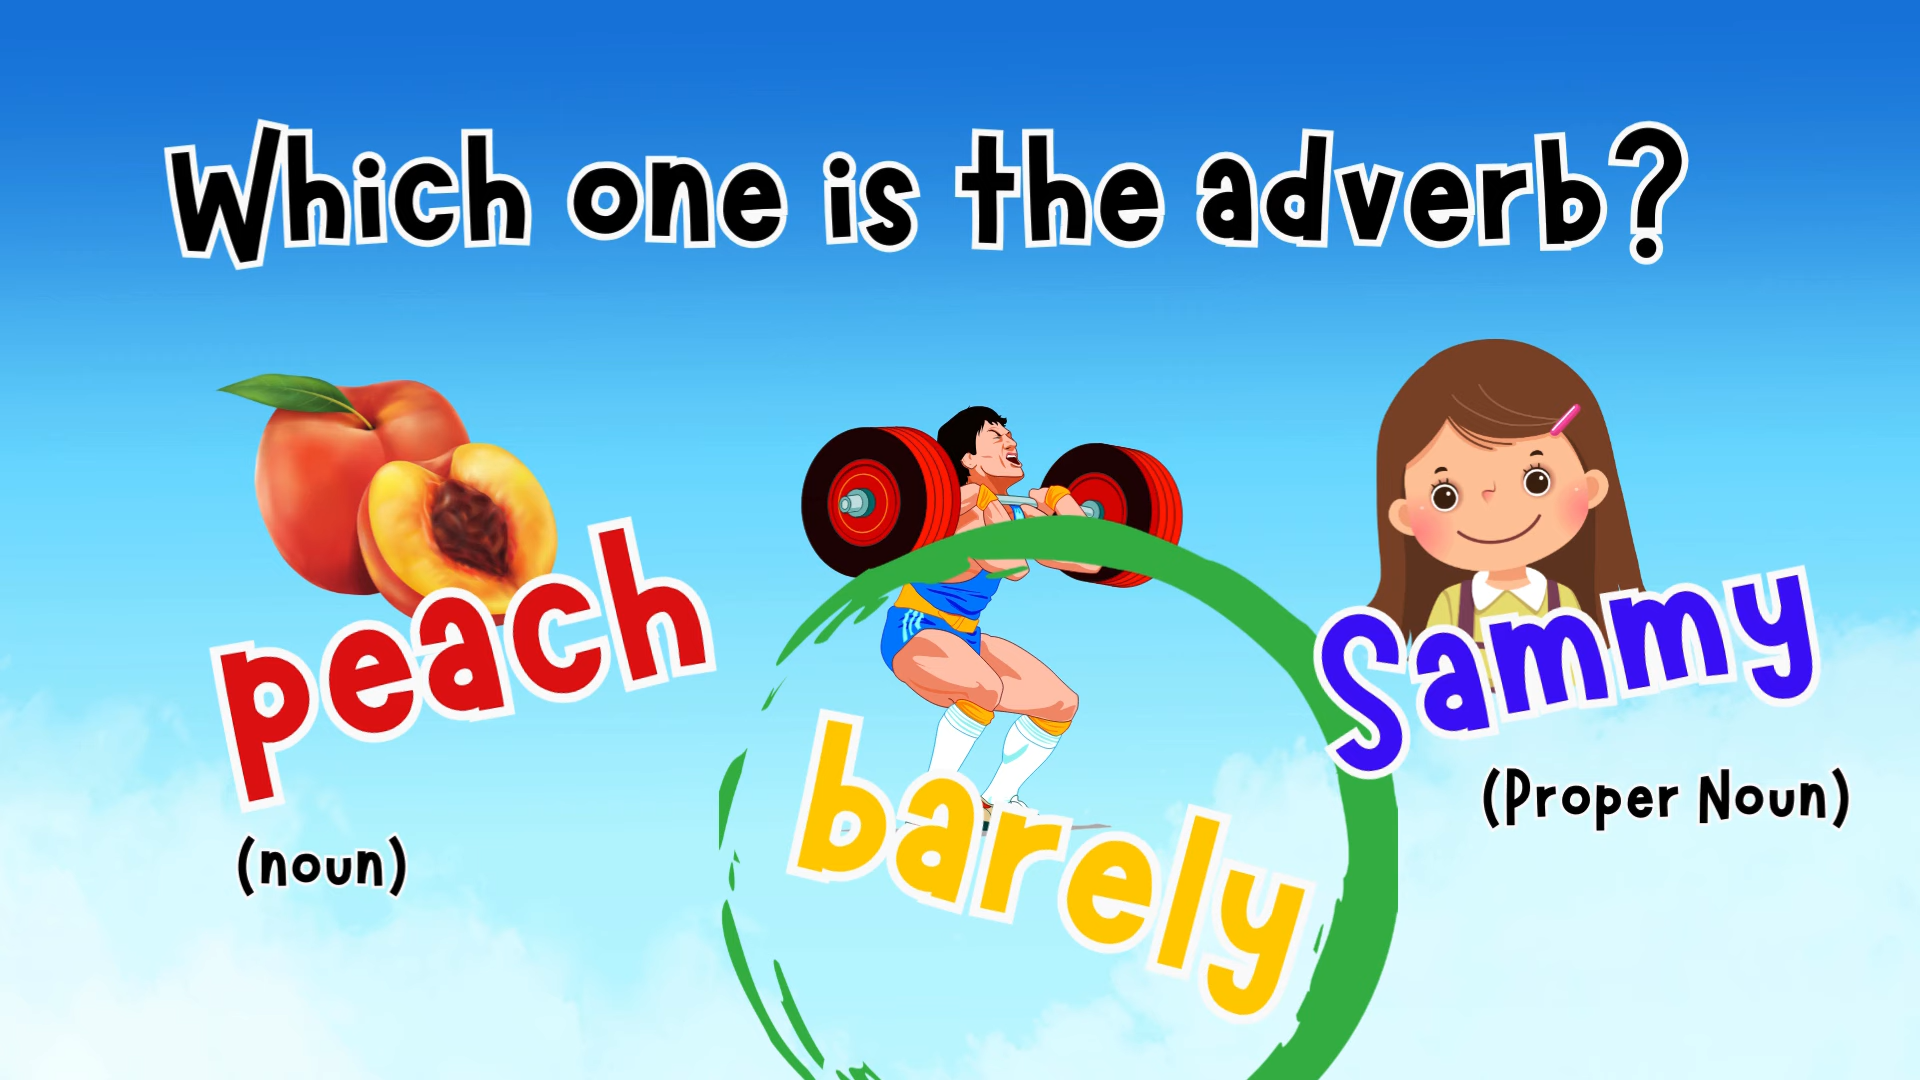 Which one is the adverb?
peach
(noun)
barely
Sammy
(Proper Noun)